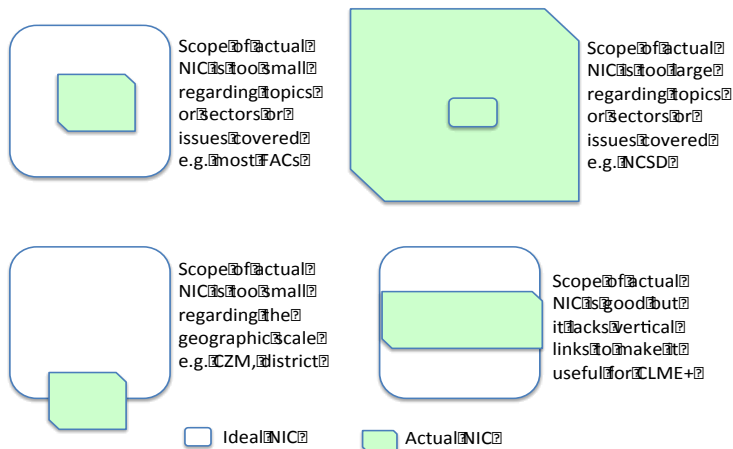 Scope of actual
NIC is too small
regarding topics
or sectors or
issues covered
e.g. most FACs
Scope of actual
NIC is too large
regarding topics
or sectors or
issues covered
e.g. NCSD
Scope of actual
NIC is too small
regarding the
geographic scale
e.g. CZM, district
Scope of actual
NIC is good but
it lacks vertical
links to make it
useful for CLME+
Ideal NIC
Actual NIC